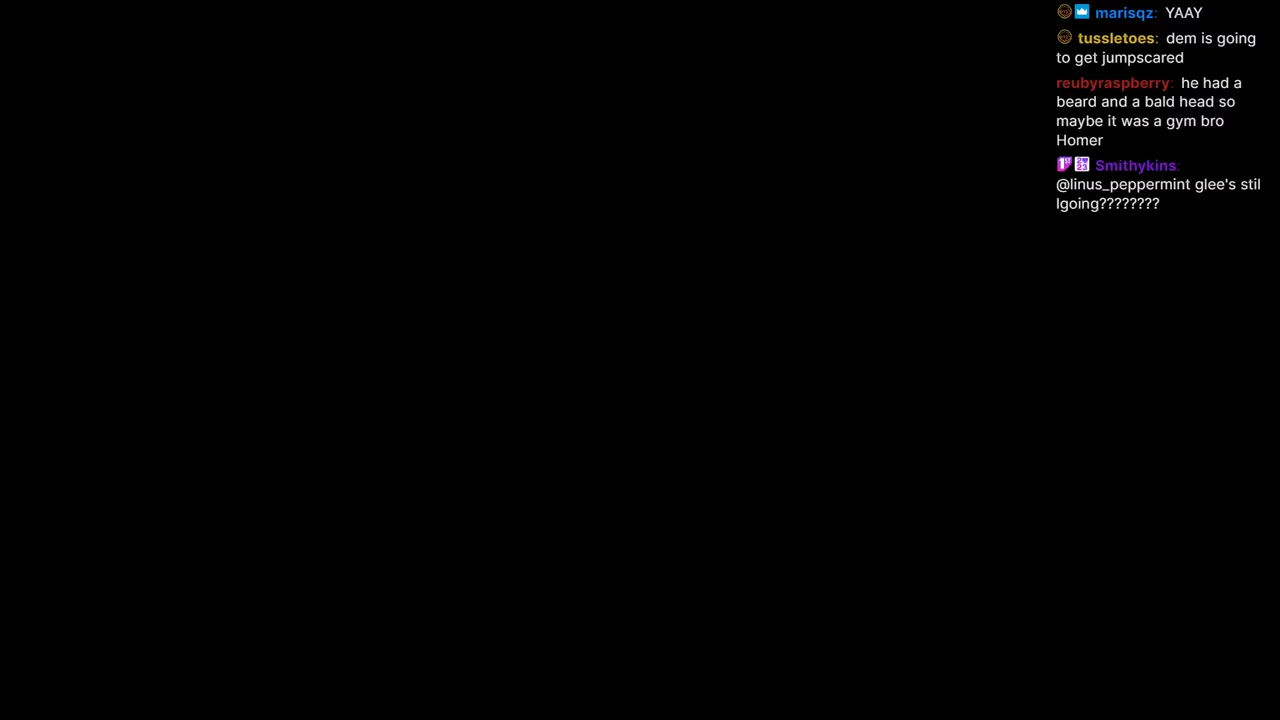 marisqz: YAAY
tussletoes: dem is going
to get jumpscared
reubyraspberry: he had a
beard and a bald head so
maybe it was a gym bro
Homer
Smithykins:
@linus_peppermint glee's stil
lgoing????????